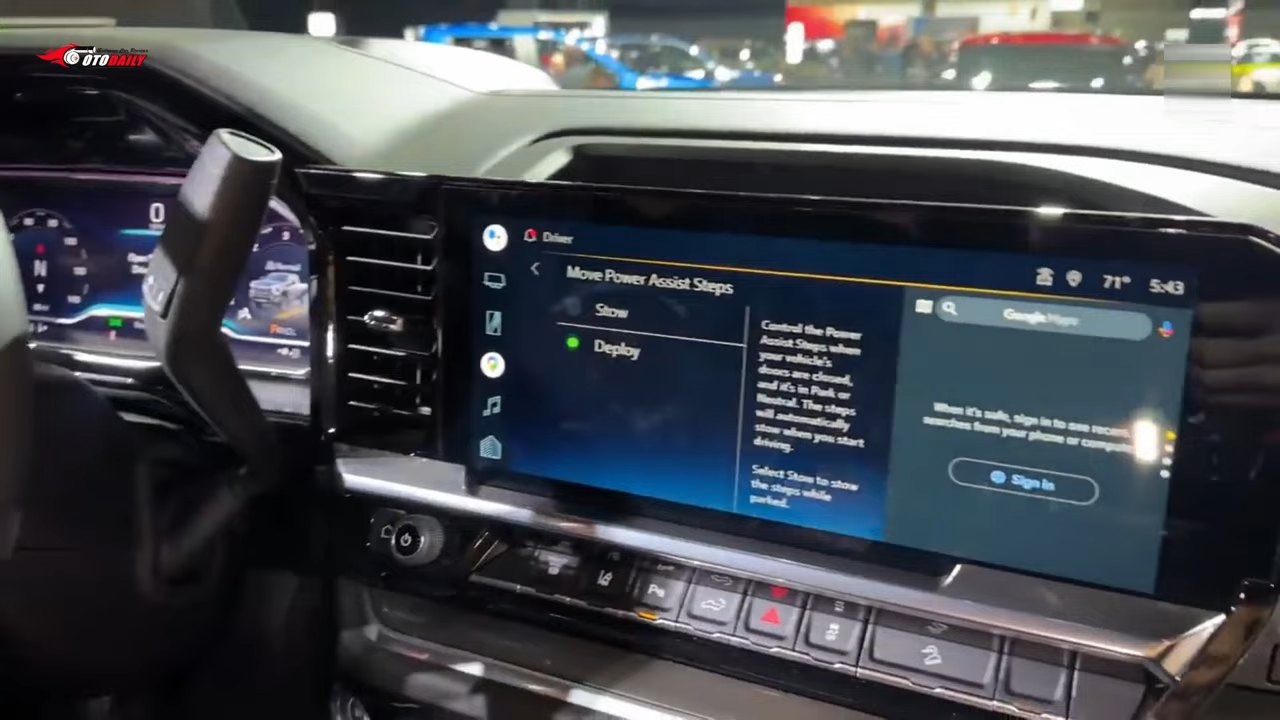 OTODAILY
0
N
Driver
71° 5:43
Move Power Assist Steps
Stow
Deploy
Control the Power
Assist Steps when
your vehicle's
doors are closed,
and it's in Park or
Neutral. The steps
will automatically
stow when you start
driving.
Select Stow to stow
the steps while
parked.
Google Maps
When it's safe, sign in to see recent
searches from your phone or computer.
Sign in